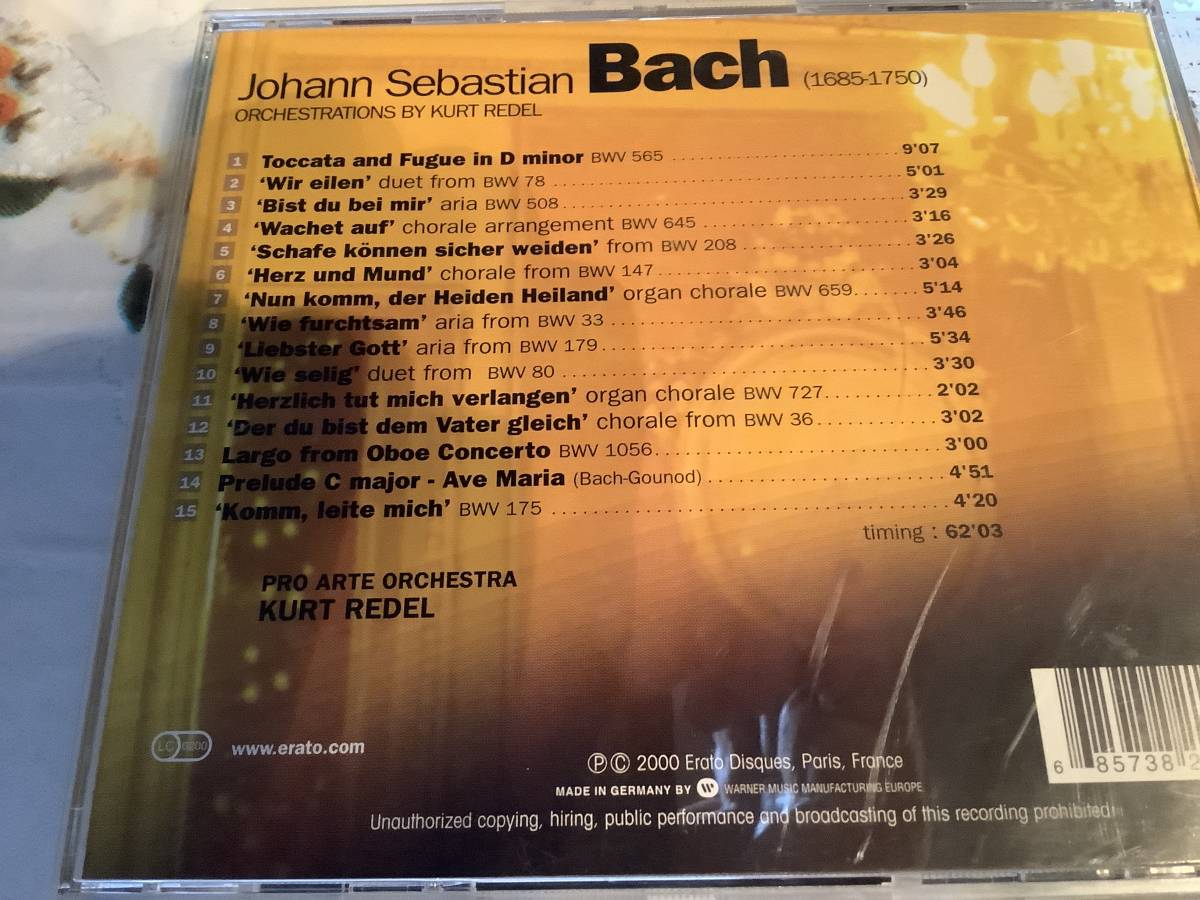 Johann Sebastian Bach (1685-1750)
ORCHESTRATIONS BY KURT REDEL
1 Toccata and Fugue in D minor BWV 565 9'07
2 'Wir eilen' duet from BWV 78 5'01
3 'Bist du bei mir' aria BWV 508 3'29
4 'Wachet auf' chorale arrangement BWV 645 3'16
5 'Schafe können sicher weiden' from BWV 208 3'26
6 'Herz und Mund' chorale from BWV 147 3'04
7 'Nun komm, der Heiden Heiland' organ chorale BWV 659 5'14
8 'Wie furchtsam' aria from BWV 33 3'46
9 'Liebster Gott' aria from BWV 179 5'34
10 'Wie selig' duet from BWV 80 3'30
11 'Herzlich tut mich verlangen' organ chorale BWV 727 2'02
12 'Der du bist dem Vater gleich' chorale from BWV 36 3'02
13 Largo from Oboe Concerto BWV 1056 3'00
14 Prelude C major - Ave Maria (Bach-Gounod) 4'51
15 'Komm, leite mich' BWV 175 4'20
timing : 62'03
PRO ARTE ORCHESTRA
KURT REDEL
LC 0200 www.erato.com
℗ © 2000 Erato Disques, Paris, France
MADE IN GERMANY BY W WARNER MUSIC MANUFACTURING EUROPE
Unauthorized copying, hiring, public performance and broadcasting of this recording prohibited
6 85738 2